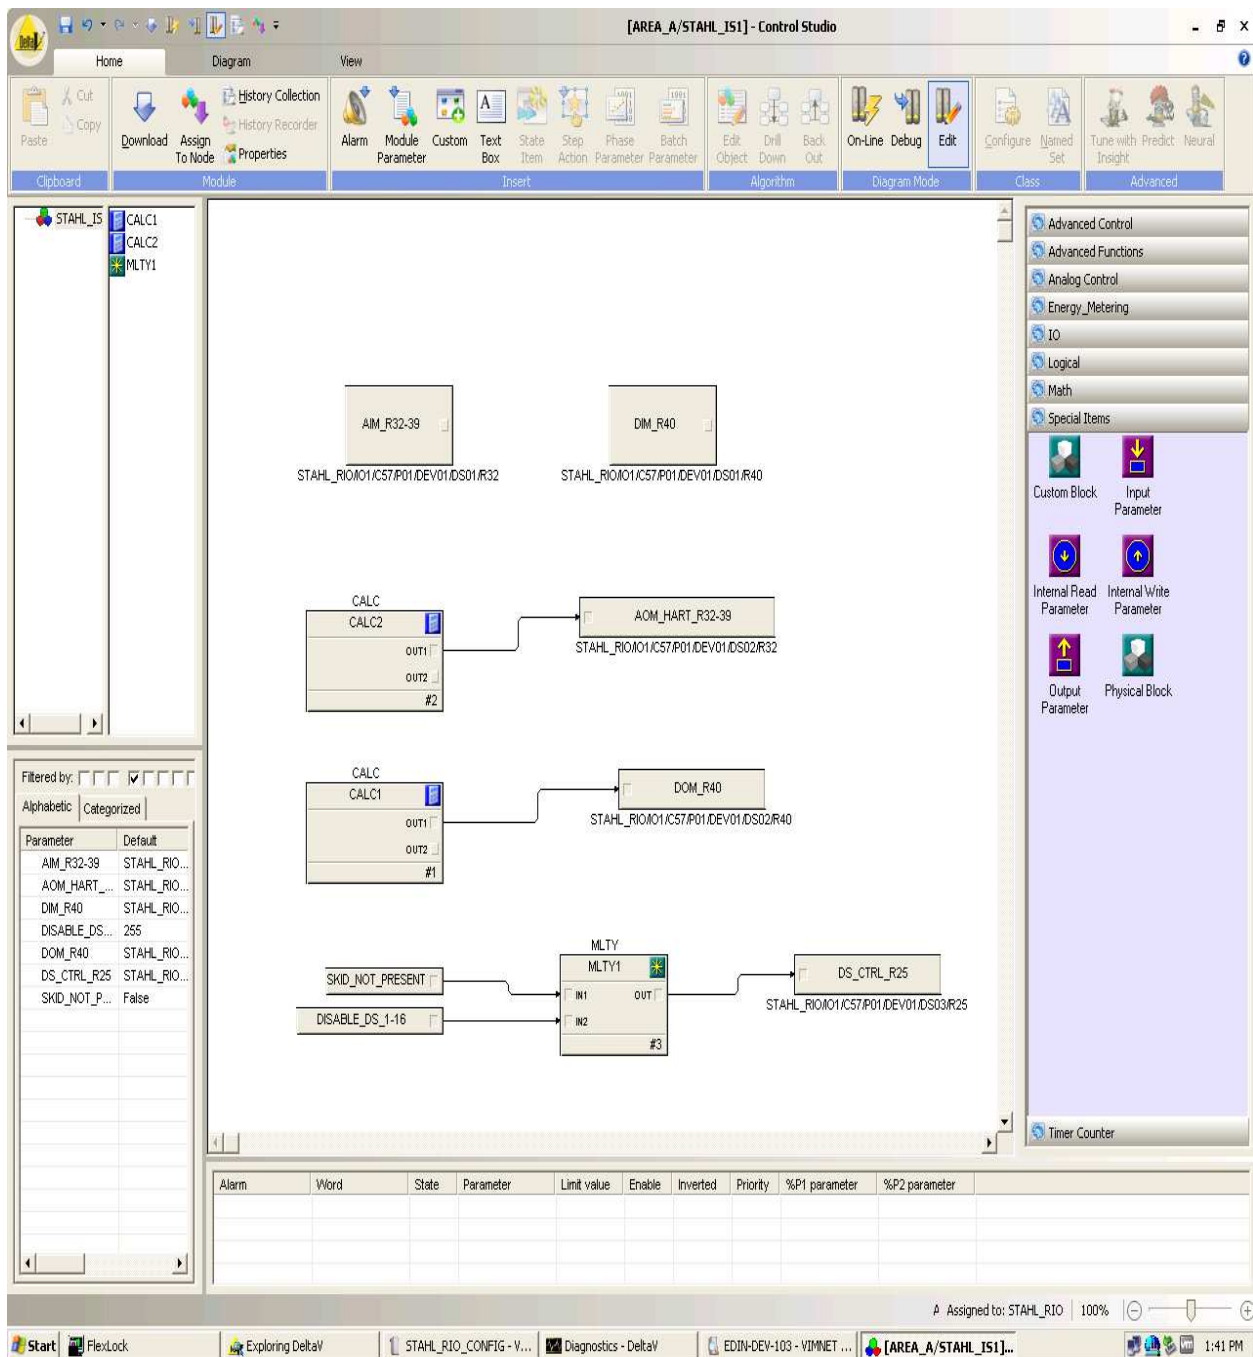 DeltaV
[AREA_A/STAHL_IS1] - Control Studio
Home Diagram View
Paste
Cut
Copy
Clipboard
Download
Assign To Node
History Collection
History Recorder
Properties
Module
Alarm
Module Parameter
Custom
Text Box
State Item
Step Action
Phase Parameter
Batch Parameter
Insert
Edit Object
Drill Down
Back Out
Algorithm
On-Line
Debug
Edit
Diagram Mode
Configure
Named Set
Class
Tune with Insight
Predict
Neural
Advanced
STAHL_IS
CALC1
CALC2
MLTY1
Filtered by:
Alphabetic Categorized
Parameter Default
AIM_R32-39 STAHL_RIO...
AOM_HART_... STAHL_RIO...
DIM_R40 STAHL_RIO...
DISABLE_DS... 255
DOM_R40 STAHL_RIO...
DS_CTRL_R25 STAHL_RIO...
SKID_NOT_P... False
AIM_R32-39
STAHL_RIO/IO1/C57/P01/DEV01/DS01/R32
DIM_R40
STAHL_RIO/IO1/C57/P01/DEV01/DS01/R40
CALC
CALC2
OUT1
OUT2
#2
AOM_HART_R32-39
STAHL_RIO/IO1/C57/P01/DEV01/DS02/R32
CALC
CALC1
OUT1
OUT2
#1
DOM_R40
STAHL_RIO/IO1/C57/P01/DEV01/DS02/R40
SKID_NOT_PRESENT
DISABLE_DS_1-16
MLTY
MLTY1
IN1 OUT
IN2
#3
DS_CTRL_R25
STAHL_RIO/IO1/C57/P01/DEV01/DS03/R25
Advanced Control
Advanced Functions
Analog Control
Energy_Metering
IO
Logical
Math
Special Items
Custom Block
Input Parameter
Internal Read Parameter
Internal Write Parameter
Output Parameter
Physical Block
Timer Counter
Alarm Word State Parameter Limit value Enable Inverted Priority %P1 parameter %P2 parameter
Assigned to: STAHL_RIO 100%
Start FlexLock Exploring DeltaV STAHL_RIO_CONFIG - V... Diagnostics - DeltaV EDIN-DEV-103 - VIMNET ... [AREA_A/STAHL_IS1]... 1:41 PM